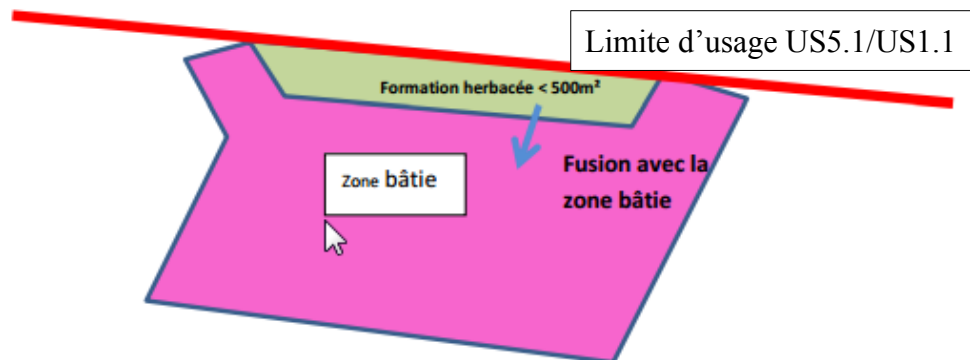 Limite d’usage US5.1/US1.1
Formation herbacée < 500m²
Zone bâtie
Fusion avec la
zone bâtie